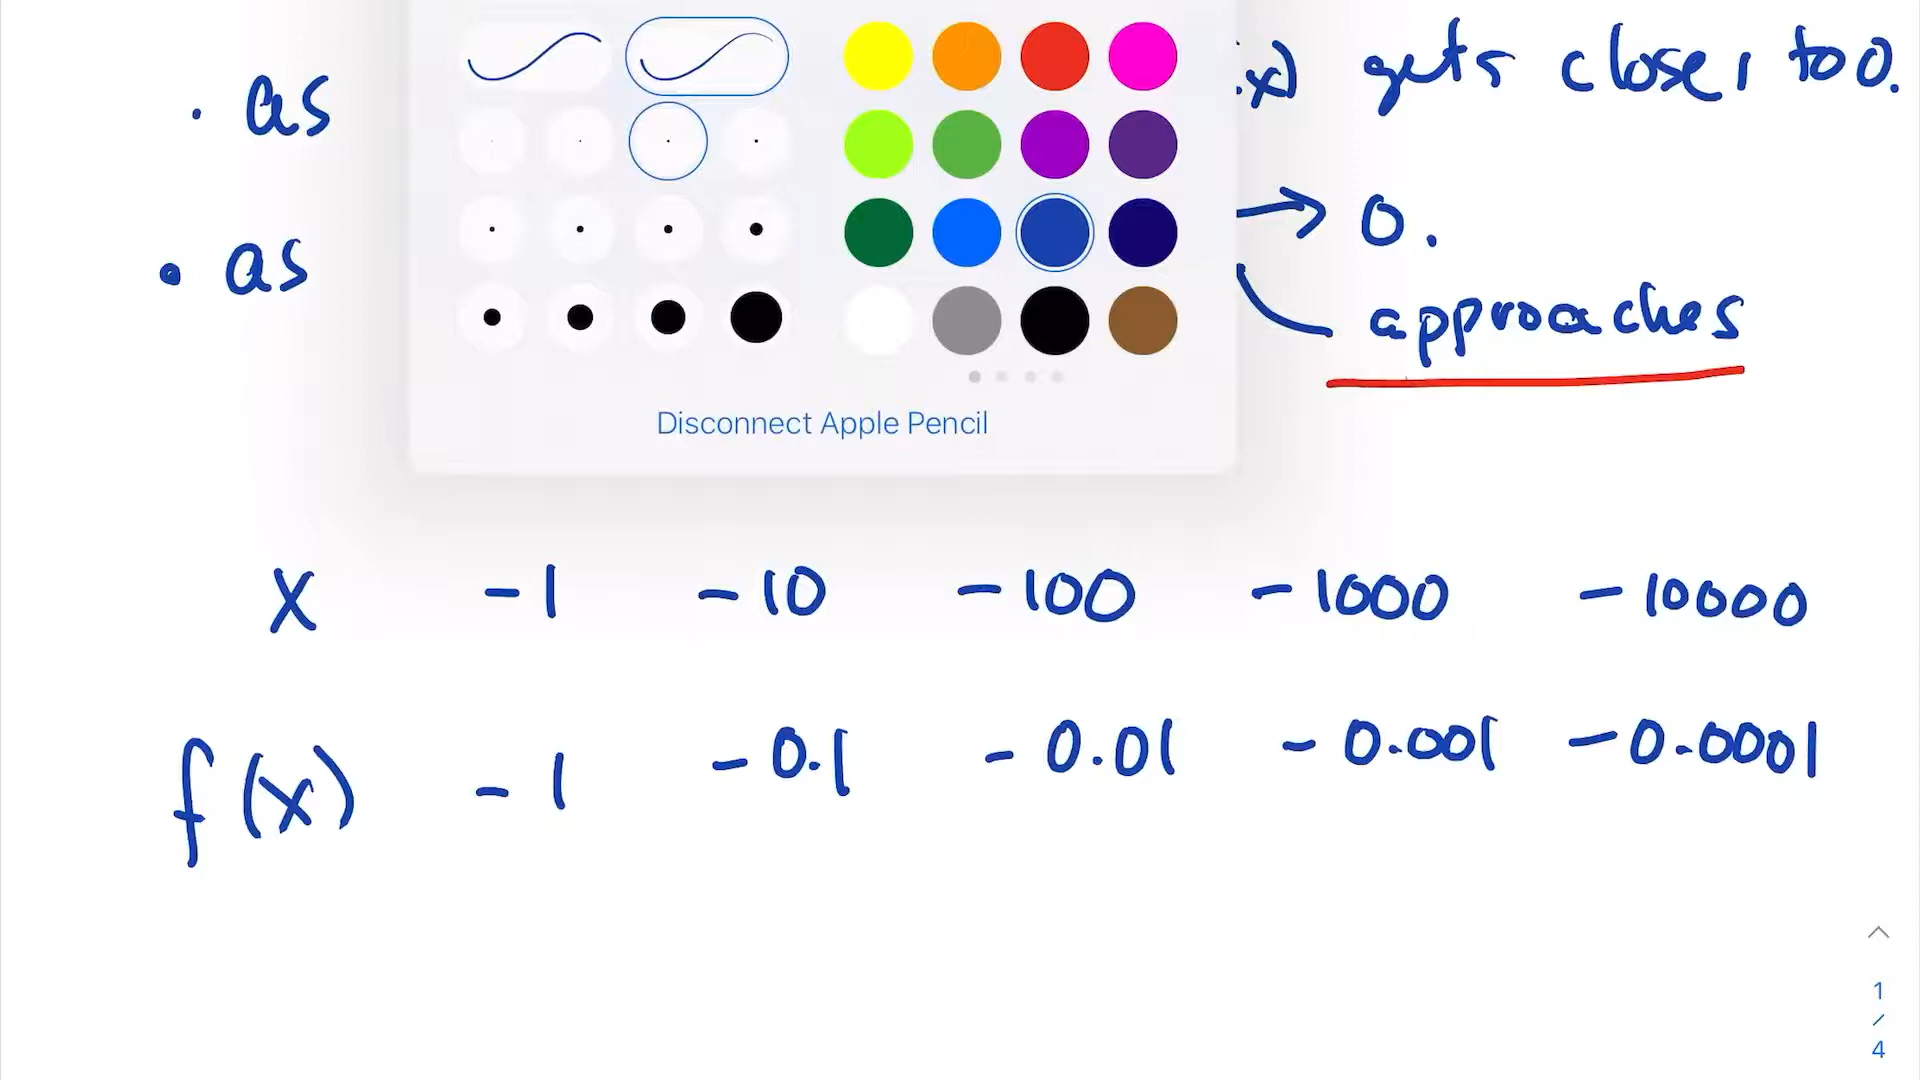 . as .x) gets closer to 0.
• as → 0.
approaches
Disconnect Apple Pencil
x -1 -10 -100 -1000 -10000
f(x) -1 -0.1 -0.01 -0.001 -0.0001
1
/
4